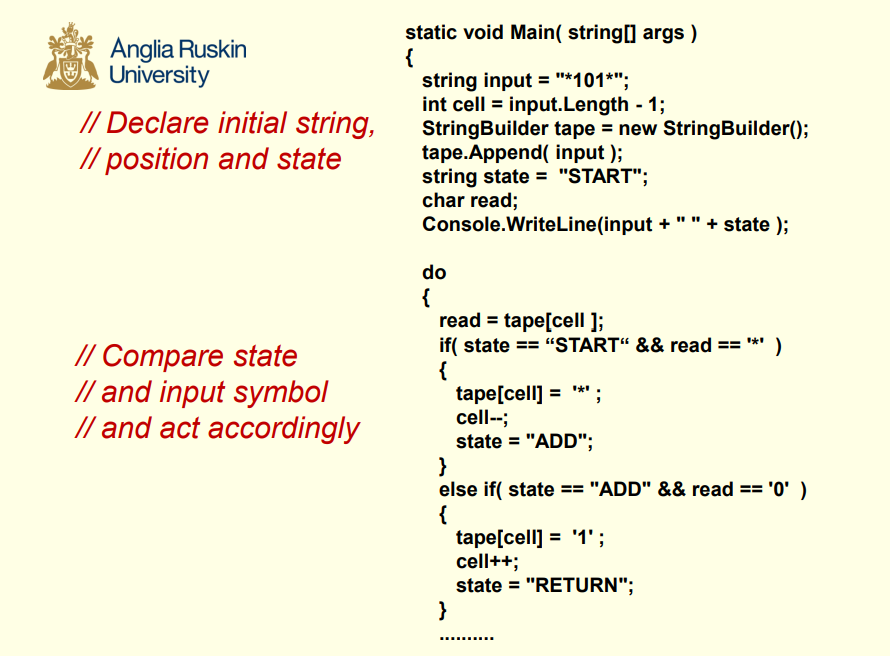 Anglia Ruskin
University
// Declare initial string,
// position and state
static void Main( string[] args )
{
string input = "*101*";
int cell = input.Length - 1;
StringBuilder tape = new StringBuilder();
tape.Append( input );
string state =  "START";
char read;
Console.WriteLine(input + " " + state );
do
{
read = tape[cell ];
if( state == “START“ && read == '*'  )
{
tape[cell] =  '*' ;
cell--;
state = "ADD";
}
else if( state == "ADD" && read == '0'  )
{
tape[cell] =  '1' ;
cell++;
state = "RETURN";
}
..........
// Compare state
// and input symbol
// and act accordingly